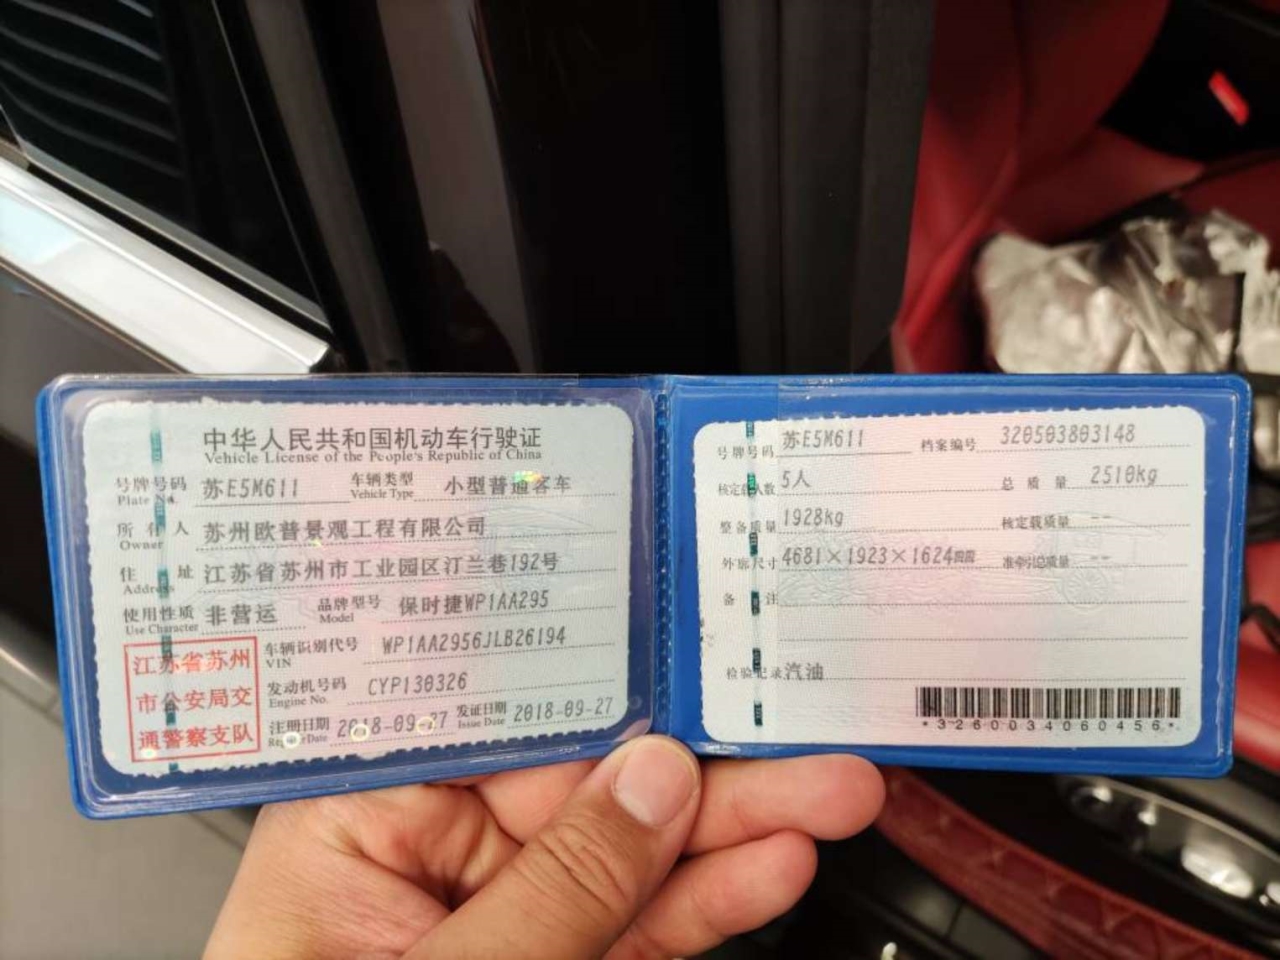 中华人民共和国机动车行驶证
Vehicle License of the People's Republic of China
号牌号码 苏E5M611 车辆类型 小型普通客车
Plate No. Vehicle Type
所有人 苏州欧普景观工程有限公司
Owner
住址 江苏省苏州市工业园区汀兰巷192号
Address
使用性质 非营运 品牌型号 保时捷WP1AA295
Use Character Model
江苏省苏州
市公安局交
通警察支队
车辆识别代号 WP1AA2956JLB26194
VIN
发动机号码 CYP130326
Engine No.
注册日期 2018-09-27 发证日期 2018-09-27
Register Date Issue Date
号牌号码 苏E5M611 档案编号 320503803148
核定载人数 5人 总质量 2510kg
整备质量 1928kg 核定载质量 --
外廓尺寸 4681×1923×1624mm 准牵引总质量 --
备注
检验记录 汽油
*3260034060456*